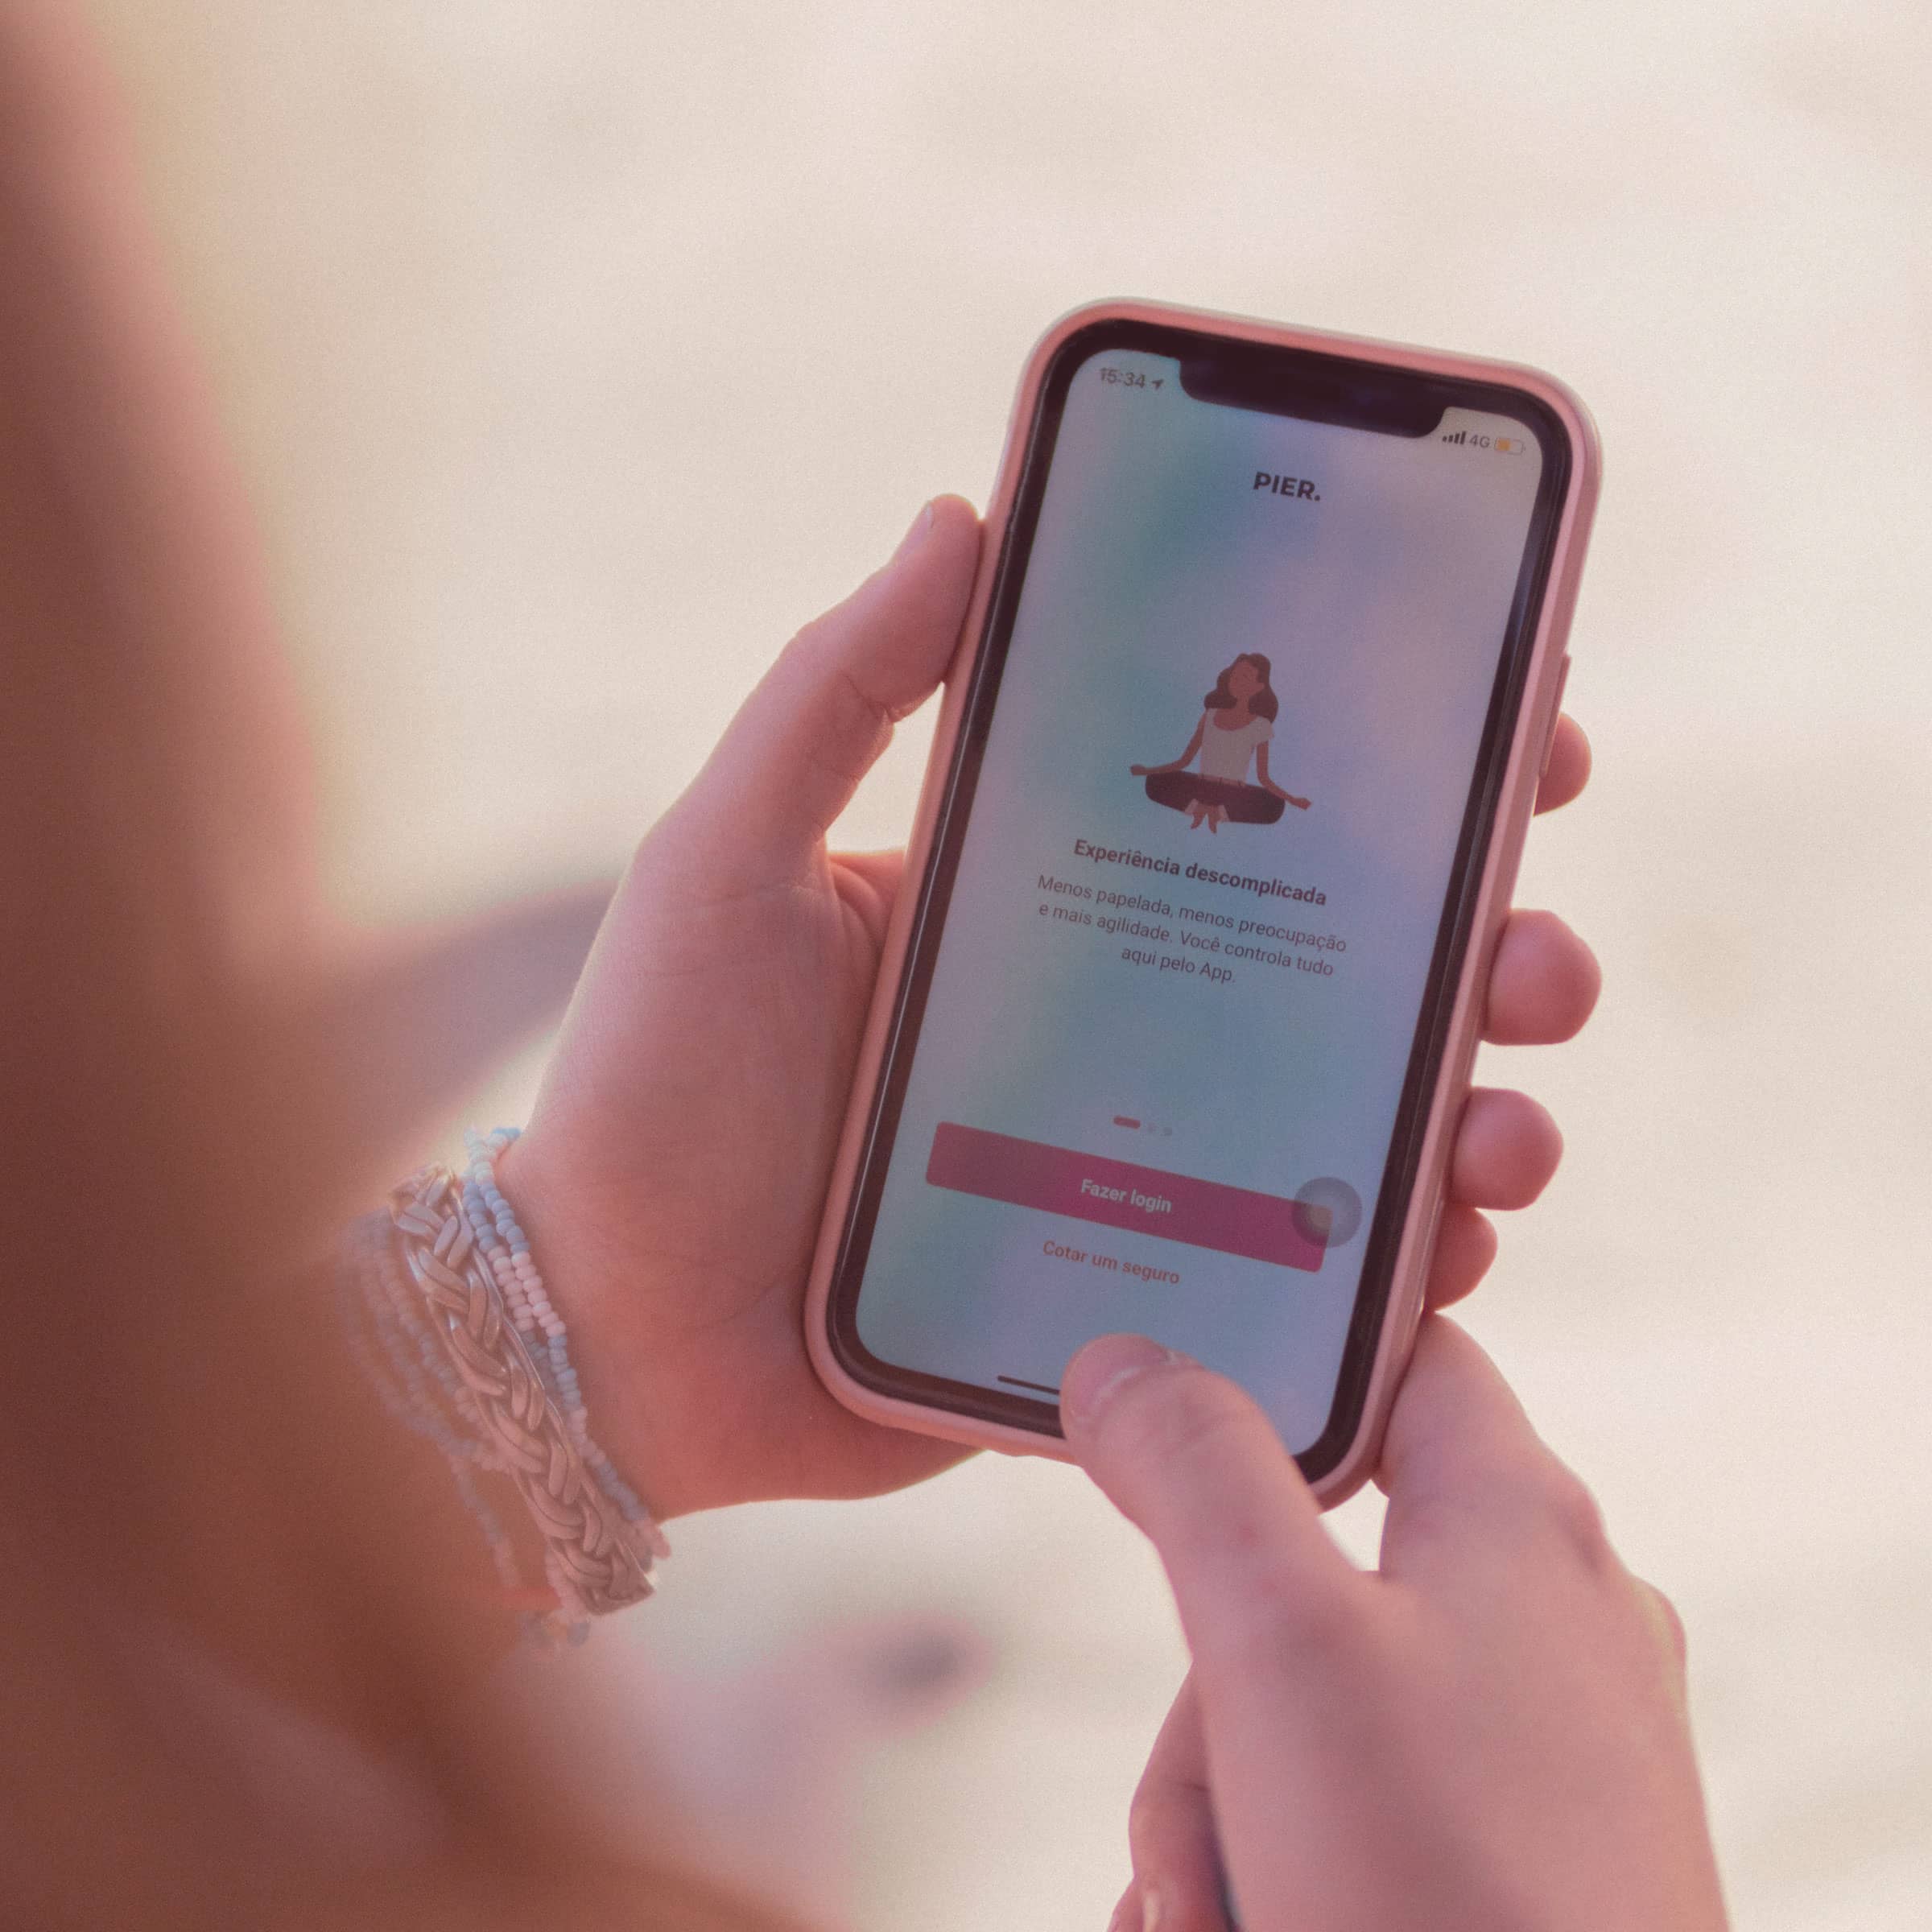 15:34
4G
PIER.
Experiência descomplicada
Menos papelada, menos preocupação
e mais agilidade. Você controla tudo
aqui pelo App.
Fazer login
Cotar um seguro